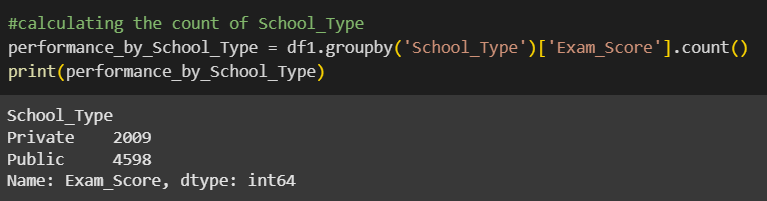 #calculating the count of School_Type
performance_by_School_Type = df1.groupby('School_Type')['Exam_Score'].count()
print(performance_by_School_Type)
School_Type
Private    2009
Public     4598
Name: Exam_Score, dtype: int64